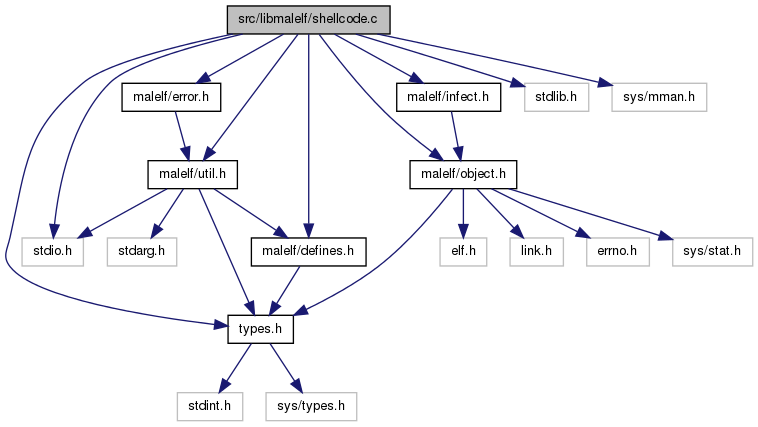 src/libmalelf/shellcode.c
malelf/error.h
malelf/infect.h
stdlib.h
sys/mman.h
malelf/util.h
malelf/object.h
stdio.h
stdarg.h
malelf/defines.h
elf.h
link.h
errno.h
sys/stat.h
types.h
stdint.h
sys/types.h